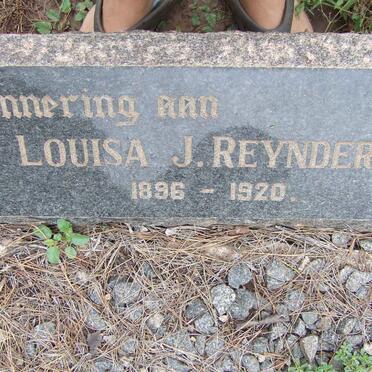 nnering aan
LOUISA J. REYNDER
1896 - 1920.